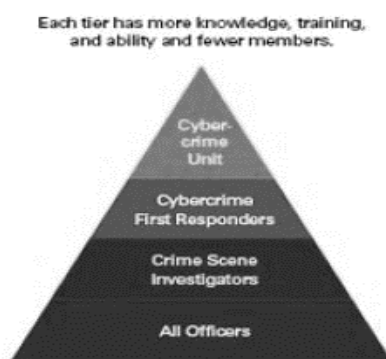 Each tier has more knowledge, training,
and ability and fewer members.
Cyber-
crime
Unit
Cybercrime
First Responders
Crime Scene
Investigators
All Officers